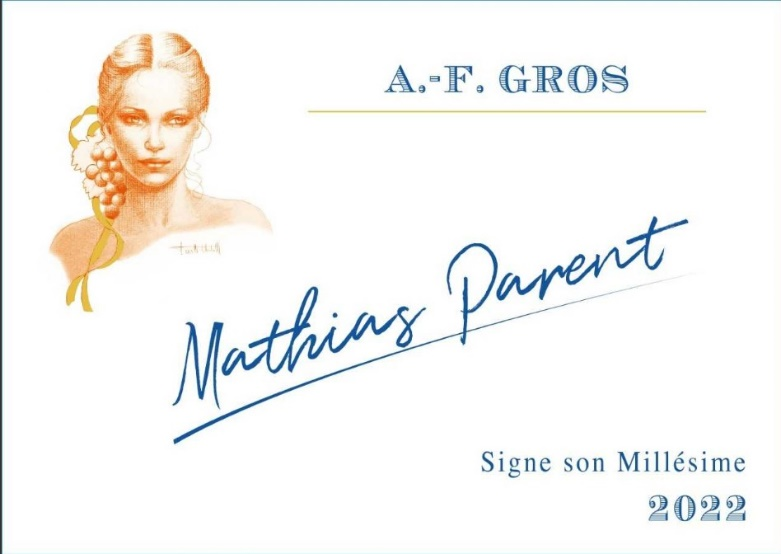 A.-F. GROS
Mathias Parent
Signe son Millésime
2022